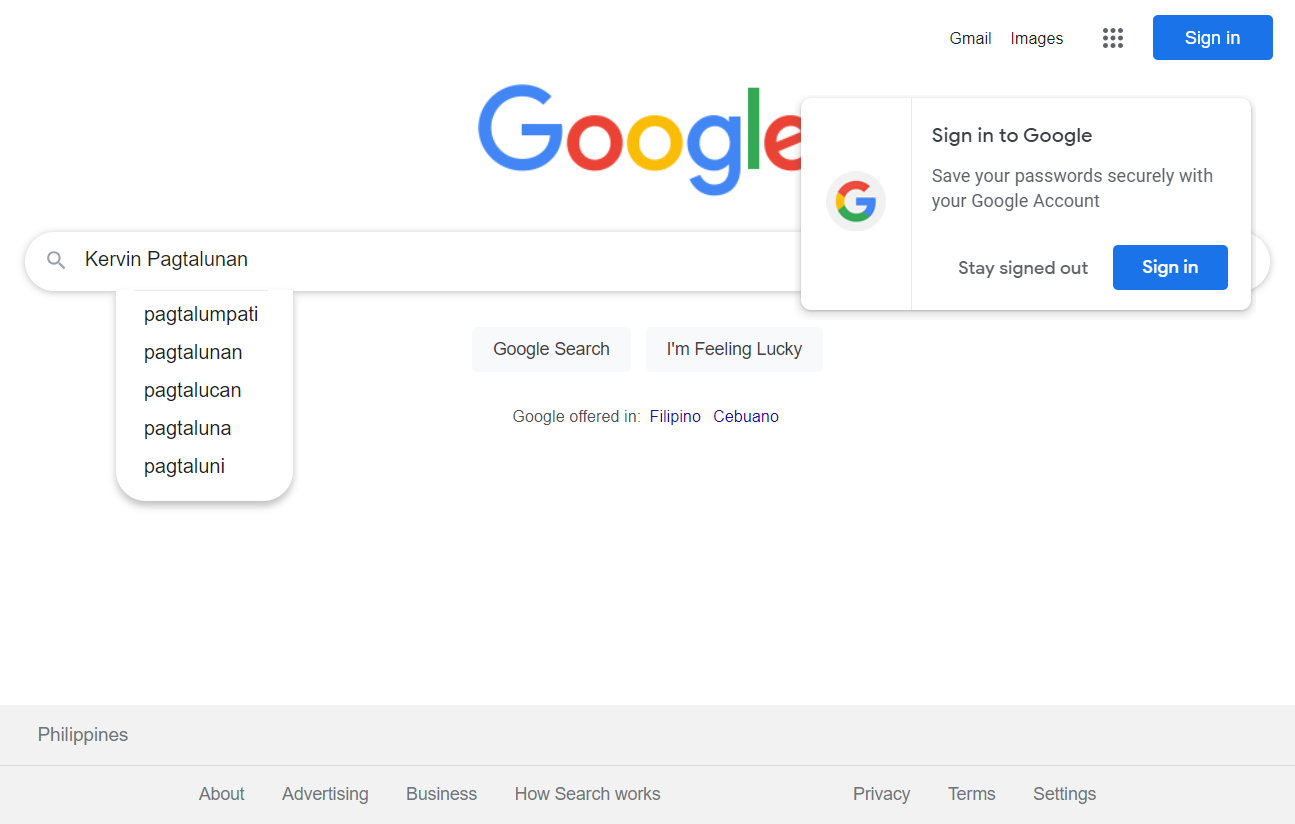 Gmail Images Sign in
Google
Sign in to Google
Save your passwords securely with
your Google Account
Stay signed out Sign in
Kervin Pagtalunan
pagtalumpati
pagtalunan
pagtalucan
pagtaluna
pagtaluni
Google Search I'm Feeling Lucky
Google offered in: Filipino Cebuano
Philippines
About Advertising Business How Search works Privacy Terms Settings